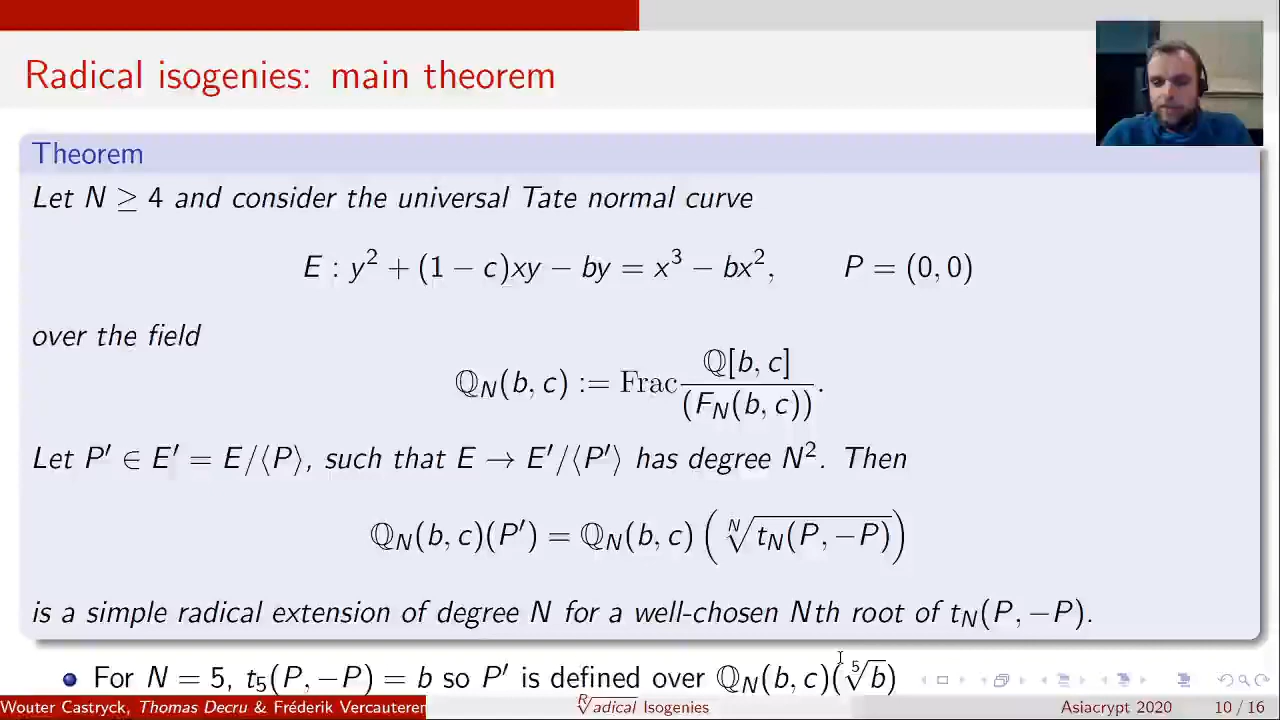 Radical isogenies: main theorem
Theorem
Let N ≥ 4 and consider the universal Tate normal curve
E : y² + (1 − c)xy − by = x³ − bx², P = (0, 0)
over the field
ℚ_N(b, c) := Frac ℚ[b, c] / (F_N(b, c)).
Let P′ ∈ E′ = E/⟨P⟩, such that E → E′/⟨P′⟩ has degree N². Then
ℚ_N(b, c)(P′) = ℚ_N(b, c) (ᴺ√t_N(P, −P))
is a simple radical extension of degree N for a well-chosen Nth root of t_N(P, −P).
• For N = 5, t₅(P, −P) = b so P′ is defined over ℚ_N(b, c)(⁵√b)
Wouter Castryck, Thomas Decru & Fréderik Vercauteren
ᴿ√adical Isogenies
Asiacrypt 2020
10 / 16